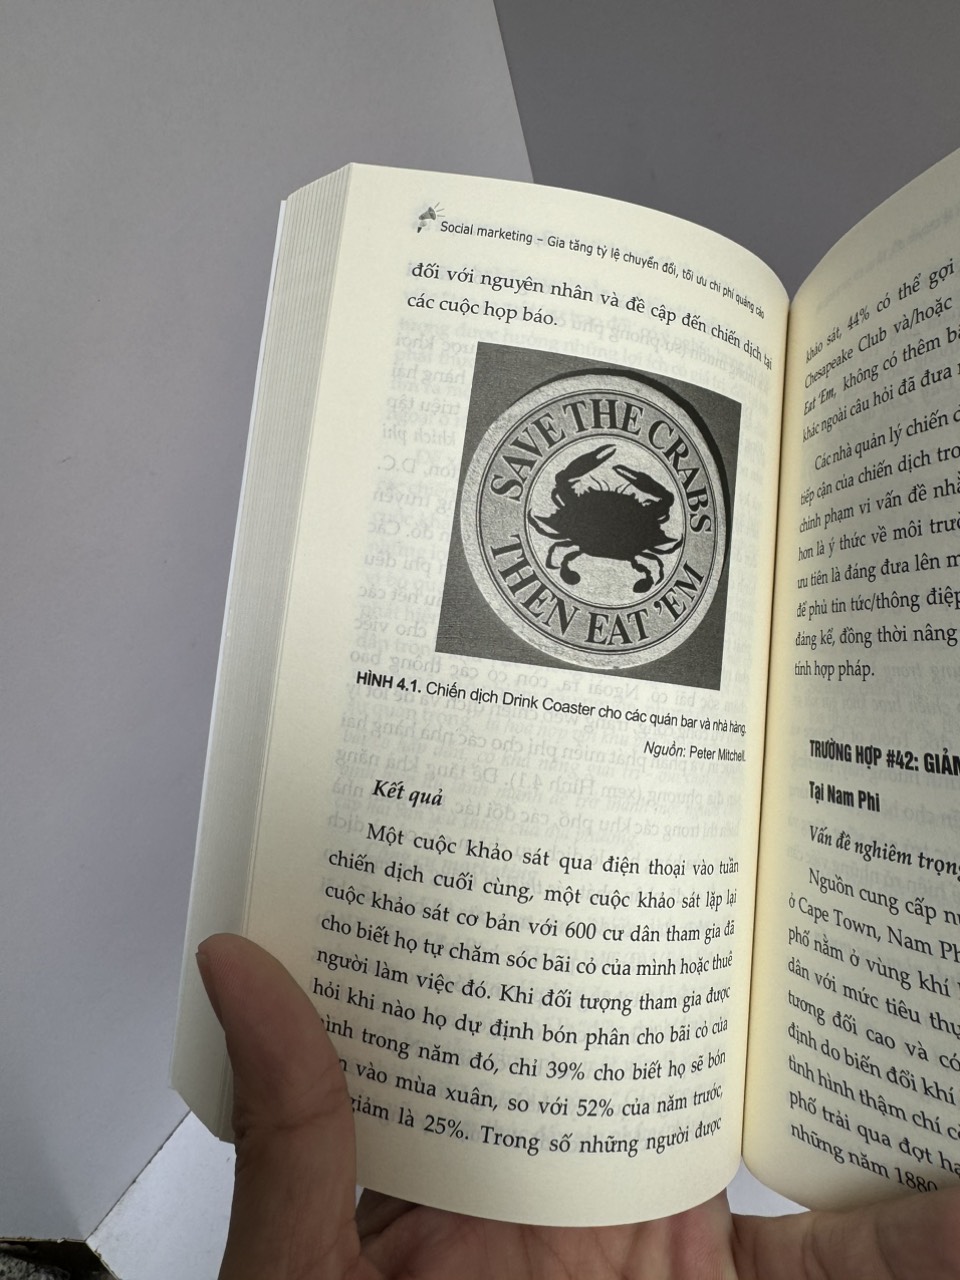 Social marketing – Gia tăng tỷ lệ chuyển đổi, tối ưu chi phí quảng cáo
đối với nguyên nhân và đề cập đến chiến dịch tại
các cuộc họp báo.
SAVE THE CRABS
THEN EAT 'EM
HÌNH 4.1. Chiến dịch Drink Coaster cho các quán bar và nhà hàng.
Nguồn: Peter Mitchell.
Kết quả
Một cuộc khảo sát qua điện thoại vào tuần
chiến dịch cuối cùng, một cuộc khảo sát lặp lại
cuộc khảo sát cơ bản với 600 cư dân tham gia đã
cho biết họ tự chăm sóc bãi cỏ của mình hoặc thuê
người làm việc đó. Khi đối tượng tham gia được
hỏi khi nào họ dự định bón phân cho bãi cỏ của
mình trong năm đó, chỉ 39% cho biết họ sẽ bón
vào mùa xuân, so với 52% của năm trước,
giảm là 25%. Trong số những người được
khảo sát, 44% có thể gợi
Chesapeake Club và/hoặc
Eat 'Em, không có thêm
khác ngoài câu hỏi đã đưa
Các nhà quản lý chiến
tiếp cận của chiến dịch
chỉnh phạm vi vấn đề
hơn là ý thức về môi
ưu tiên là đáng đưa lên
để phủ tin tức/thông điệp
đáng kể, đồng thời nâng
tính hợp pháp.
TRƯỜNG HỢP #42: GIẢM
Tại Nam Phi
Vấn đề nghiêm trọng
Nguồn cung cấp
ở Cape Town, Nam
phố nằm ở vùng khí
dân với mức tiêu
tương đối cao và có
định do biến đổi khí
tình hình thậm chí
phố trải qua đợt
những năm 1880